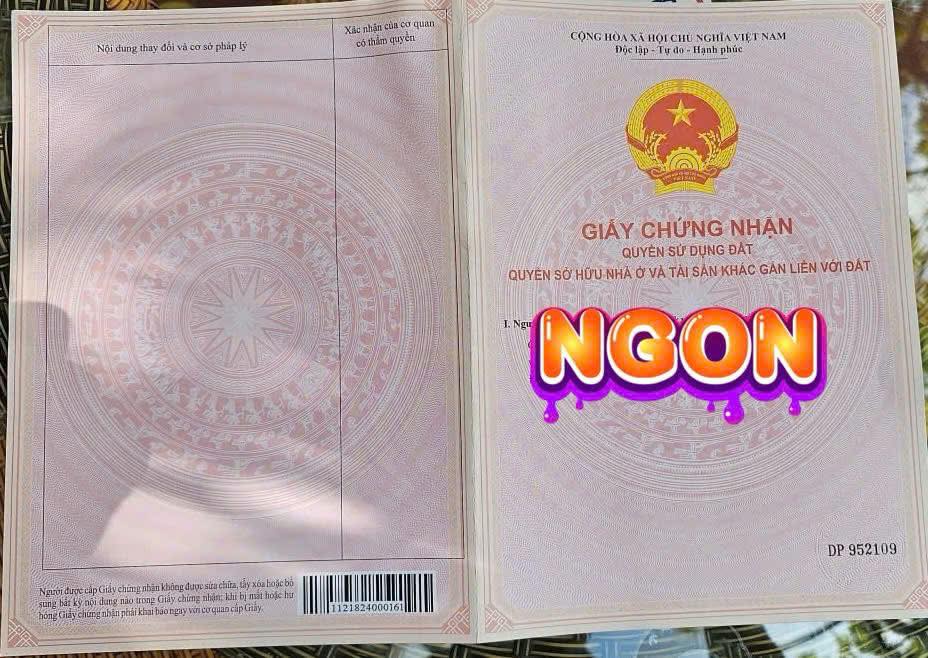 Nội dung thay đổi và cơ sở pháp lý
Xác nhận của cơ quan
có thẩm quyền
Người được cấp Giấy chứng nhận không được sửa chữa, tẩy xóa hoặc bổ
sung bất kỳ nội dung nào trong Giấy chứng nhận; khi bị mất hoặc hư
hỏng Giấy chứng nhận phải khai báo ngay với cơ quan cấp Giấy.
1121824000161
CỘNG HÒA XÃ HỘI CHỦ NGHĨA VIỆT NAM
Độc lập - Tự do - Hạnh phúc
VIỆT NAM
GIẤY CHỨNG NHẬN
QUYỀN SỬ DỤNG ĐẤT
QUYỀN SỞ HỮU NHÀ Ở VÀ TÀI SẢN KHÁC GẮN LIỀN VỚI ĐẤT
I.
NGON
DP 952109